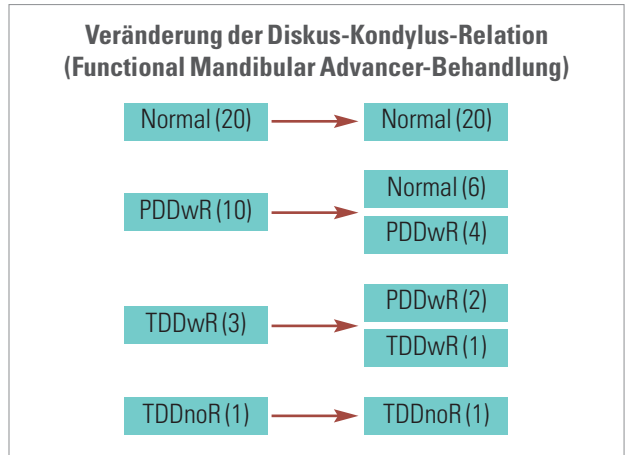 Veränderung der Diskus-Kondylus-Relation
(Functional Mandibular Advancer-Behandlung)
Normal (20)
Normal (20)
PDDwR (10)
Normal (6)
PDDwR (4)
TDDwR (3)
PDDwR (2)
TDDwR (1)
TDDnoR (1)
TDDnoR (1)